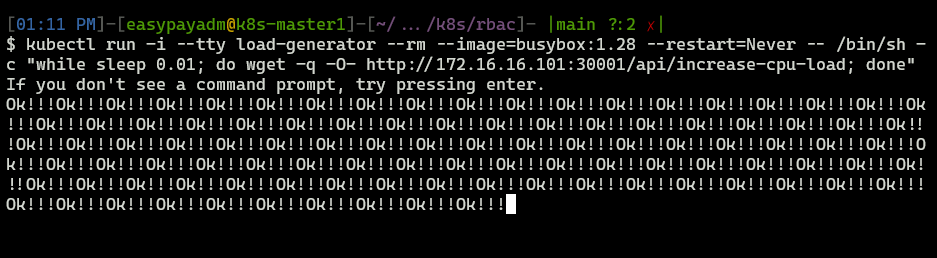 [01:11 PM]-[easypayadm@k8s-master1]-[~/.../k8s/rbac]- |main ?:2 ✗|
$ kubectl run -i --tty load-generator --rm --image=busybox:1.28 --restart=Never -- /bin/sh -
c "while sleep 0.01; do wget -q -O- http://172.16.16.101:30001/api/increase-cpu-load; done"
If you don't see a command prompt, try pressing enter.
Ok!!!Ok!!!Ok!!!Ok!!!Ok!!!Ok!!!Ok!!!Ok!!!Ok!!!Ok!!!Ok!!!Ok!!!Ok!!!Ok!!!Ok!!!Ok!!!Ok!!!Ok!!!Ok
!!!Ok!!!Ok!!!Ok!!!Ok!!!Ok!!!Ok!!!Ok!!!Ok!!!Ok!!!Ok!!!Ok!!!Ok!!!Ok!!!Ok!!!Ok!!!Ok!!!Ok!!!Ok!!
!Ok!!!Ok!!!Ok!!!Ok!!!Ok!!!Ok!!!Ok!!!Ok!!!Ok!!!Ok!!!Ok!!!Ok!!!Ok!!!Ok!!!Ok!!!Ok!!!Ok!!!Ok!!!O
k!!!Ok!!!Ok!!!Ok!!!Ok!!!Ok!!!Ok!!!Ok!!!Ok!!!Ok!!!Ok!!!Ok!!!Ok!!!Ok!!!Ok!!!Ok!!!Ok!!!Ok!!!Ok!
!!Ok!!!Ok!!!Ok!!!Ok!!!Ok!!!Ok!!!Ok!!!Ok!!!Ok!!!Ok!!!Ok!!!Ok!!!Ok!!!Ok!!!Ok!!!Ok!!!Ok!!!Ok!!!
Ok!!!Ok!!!Ok!!!Ok!!!Ok!!!Ok!!!Ok!!!Ok!!!Ok!!!Ok!!!